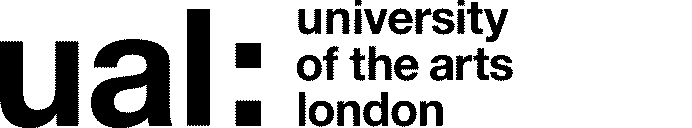 ual:
university
of the arts
london